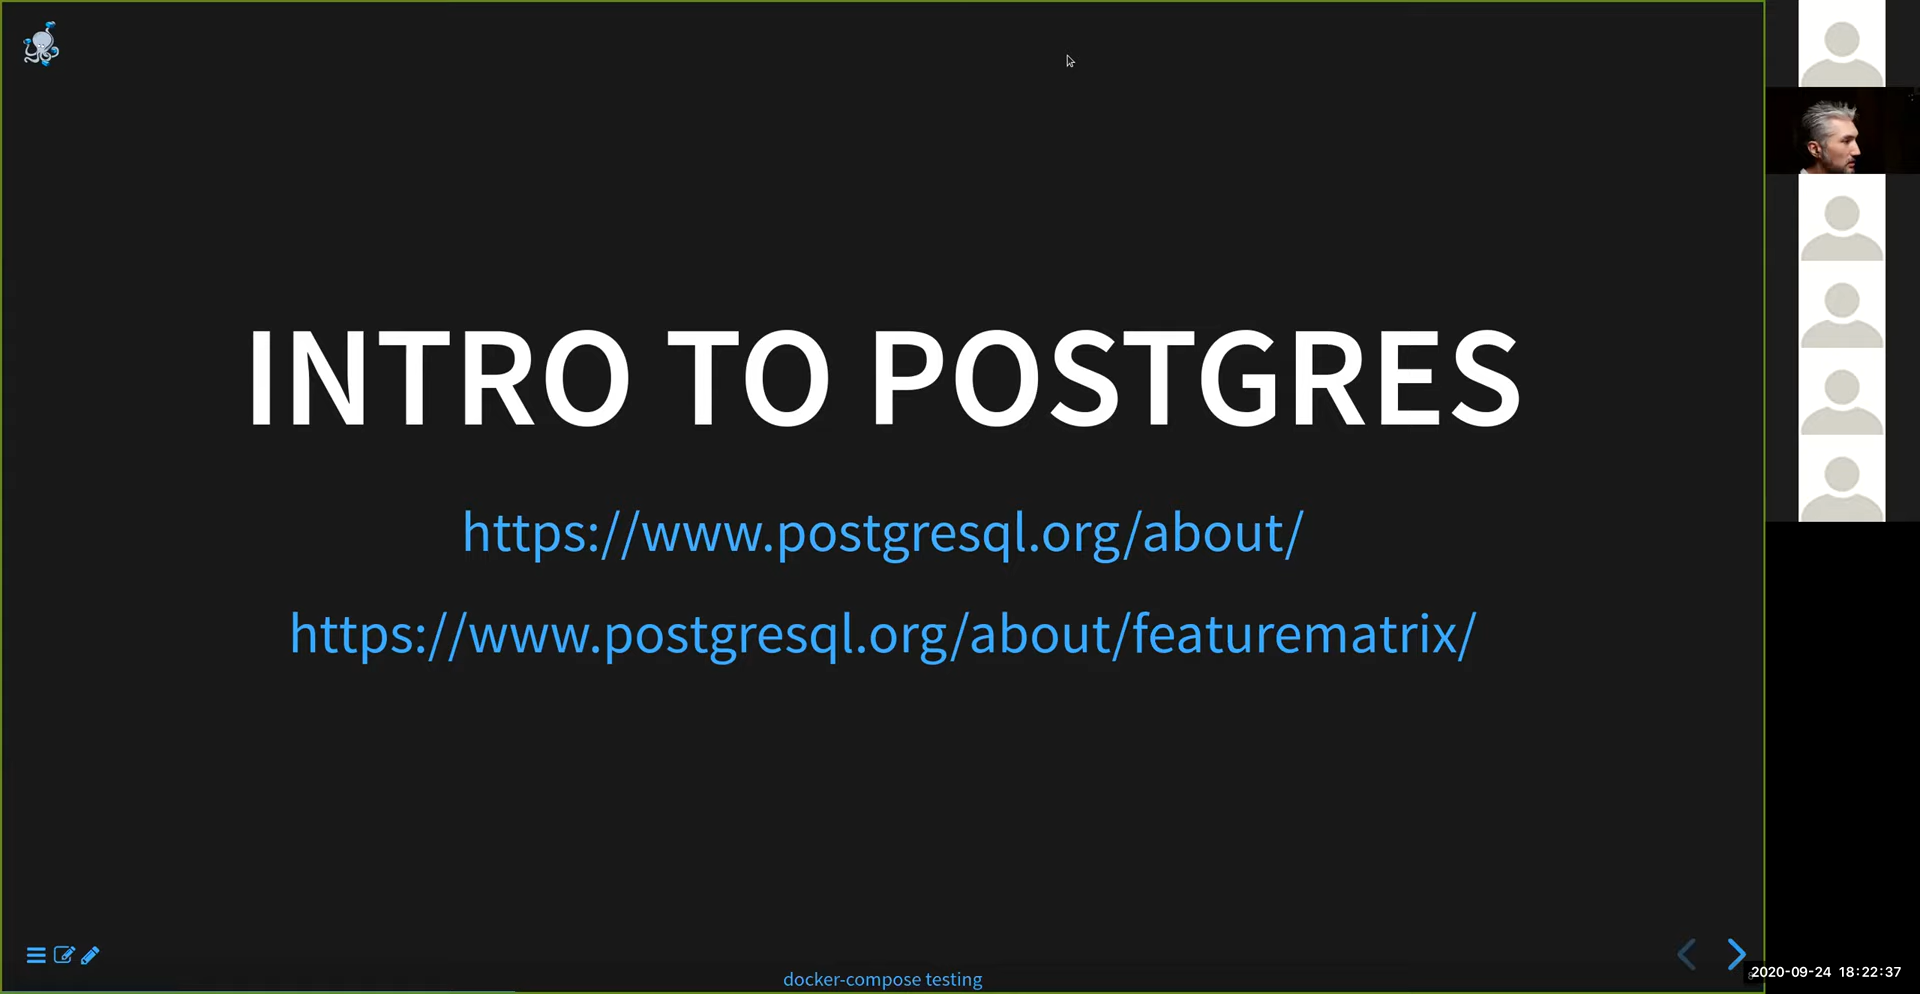 INTRO TO POSTGRES
https://www.postgresql.org/about/
https://www.postgresql.org/about/featurematrix/
docker-compose testing
2020-09-24 18:22:37